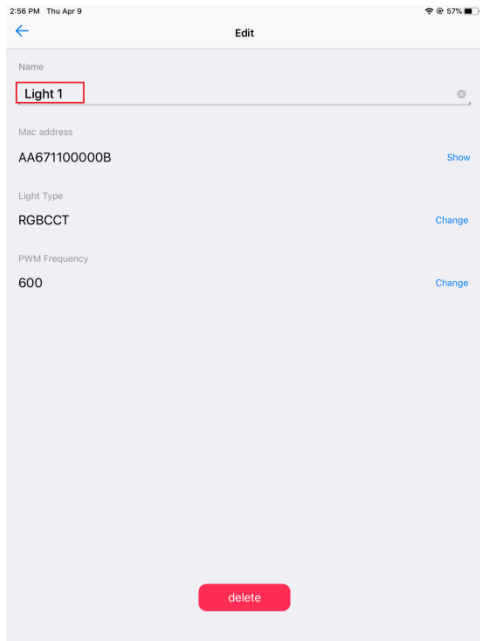 2:56 PM Thu Apr 9 57%
Edit
Name
Light 1
Mac address
AA671100000B Show
Light Type
RGBCCT Change
PWM Frequency
600 Change
delete